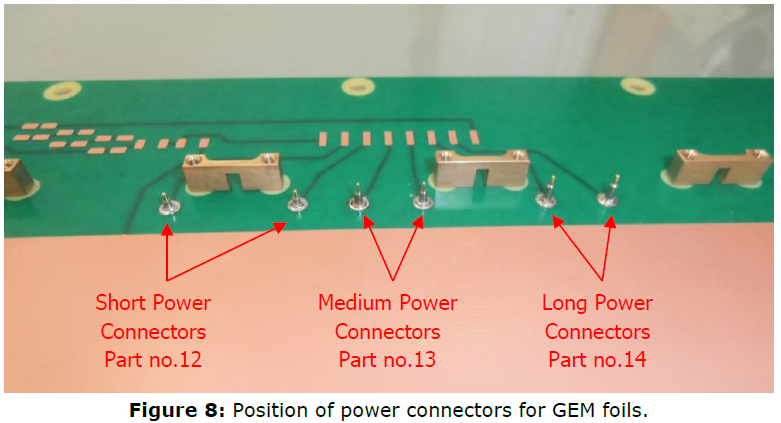 Short Power
Connectors
Part no.12
Medium Power
Connectors
Part no.13
Long Power
Connectors
Part no.14
Figure 8: Position of power connectors for GEM foils.